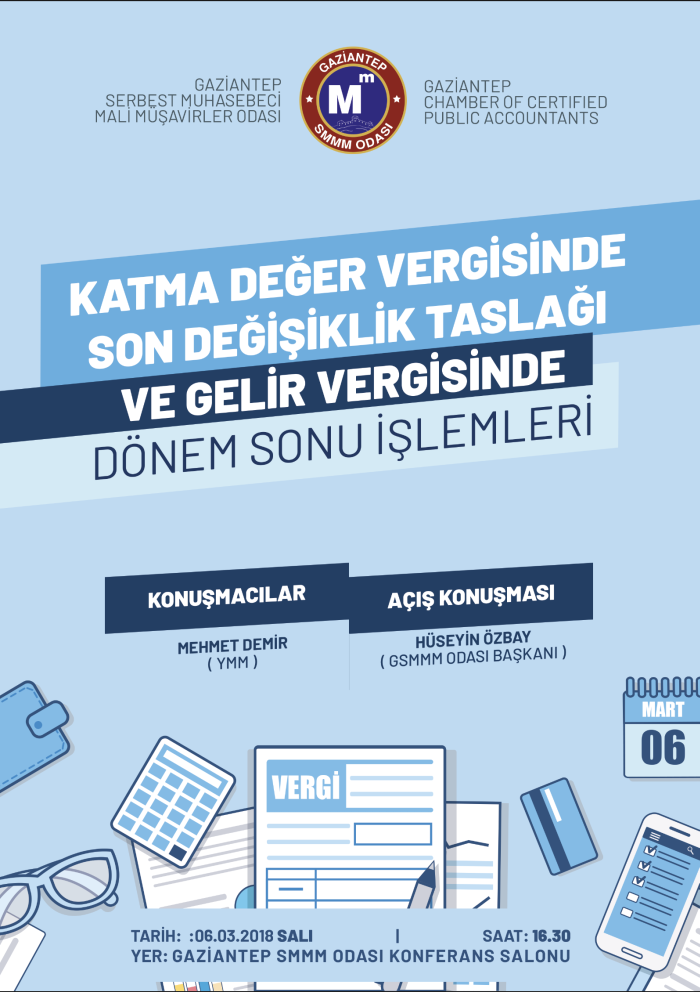 GAZİANTEP
SERBEST MUHASEBECİ
MALİ MÜŞAVİRLER ODASI
GAZİANTEP
M m
SMMM ODASI
GAZİANTEP
CHAMBER OF CERTIFIED
PUBLIC ACCOUNTANTS
KATMA DEĞER VERGİSİNDE
SON DEĞİŞİKLİK TASLAĞI
VE GELİR VERGİSİNDE
DÖNEM SONU İŞLEMLERİ
KONUŞMACILAR
MEHMET DEMİR
( YMM )
AÇIŞ KONUŞMASI
HÜSEYİN ÖZBAY
( GSMMM ODASI BAŞKANI )
MART
06
VERGİ
TARİH: :06.03.2018 SALI | SAAT: 16.30
YER: GAZİANTEP SMMM ODASI KONFERANS SALONU